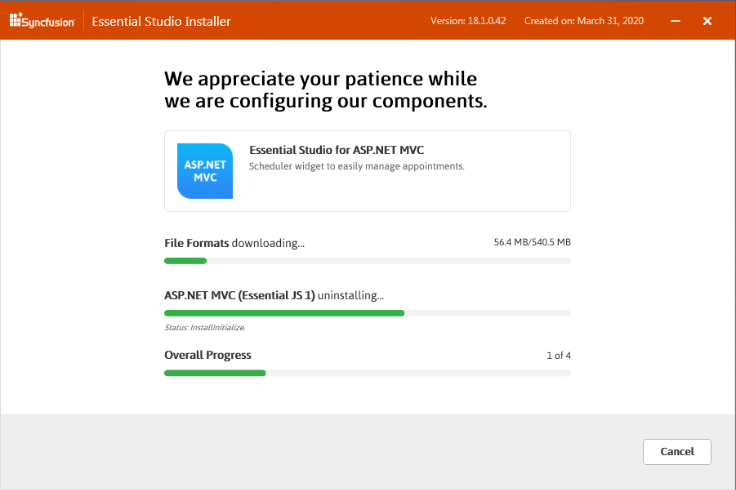 Syncfusion Essential Studio Installer Version: 18.1.0.42 Created on: March 31, 2020
We appreciate your patience while
we are configuring our components.
ASP.NET
MVC
Essential Studio for ASP.NET MVC
Scheduler widget to easily manage appointments.
File Formats downloading... 56.4 MB/540.5 MB
ASP.NET MVC (Essential JS 1) uninstalling...
Status: InstallInitialize.
Overall Progress 1 of 4
Cancel